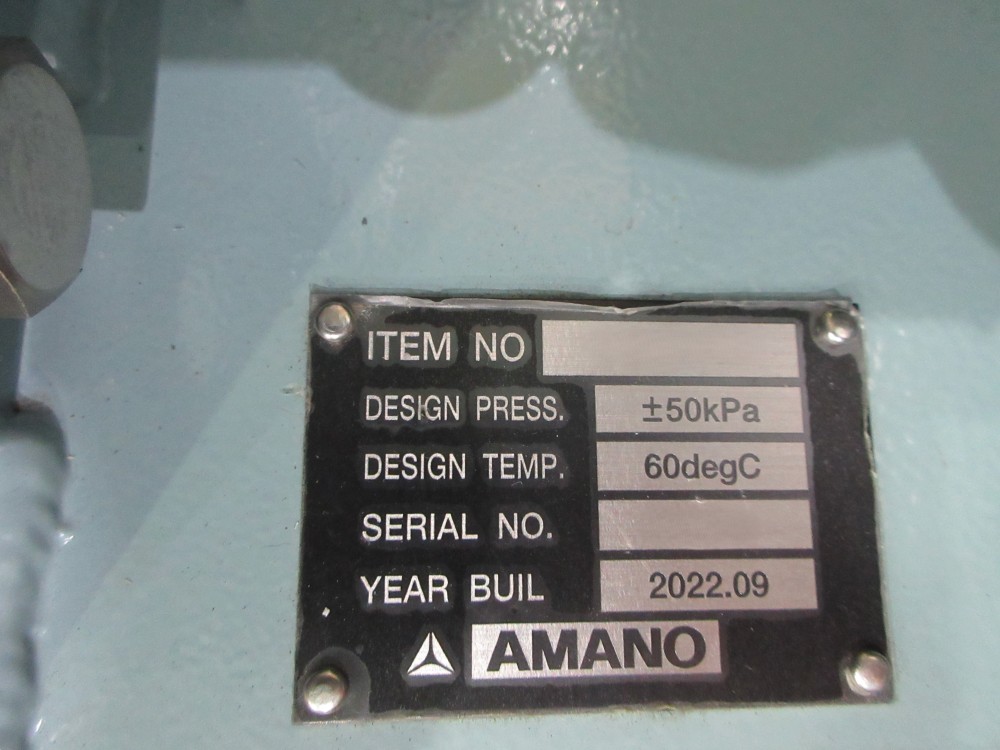 ITEM NO
DESIGN PRESS. ±50kPa
DESIGN TEMP. 60degC
SERIAL NO.
YEAR BUIL 2022.09
AMANO